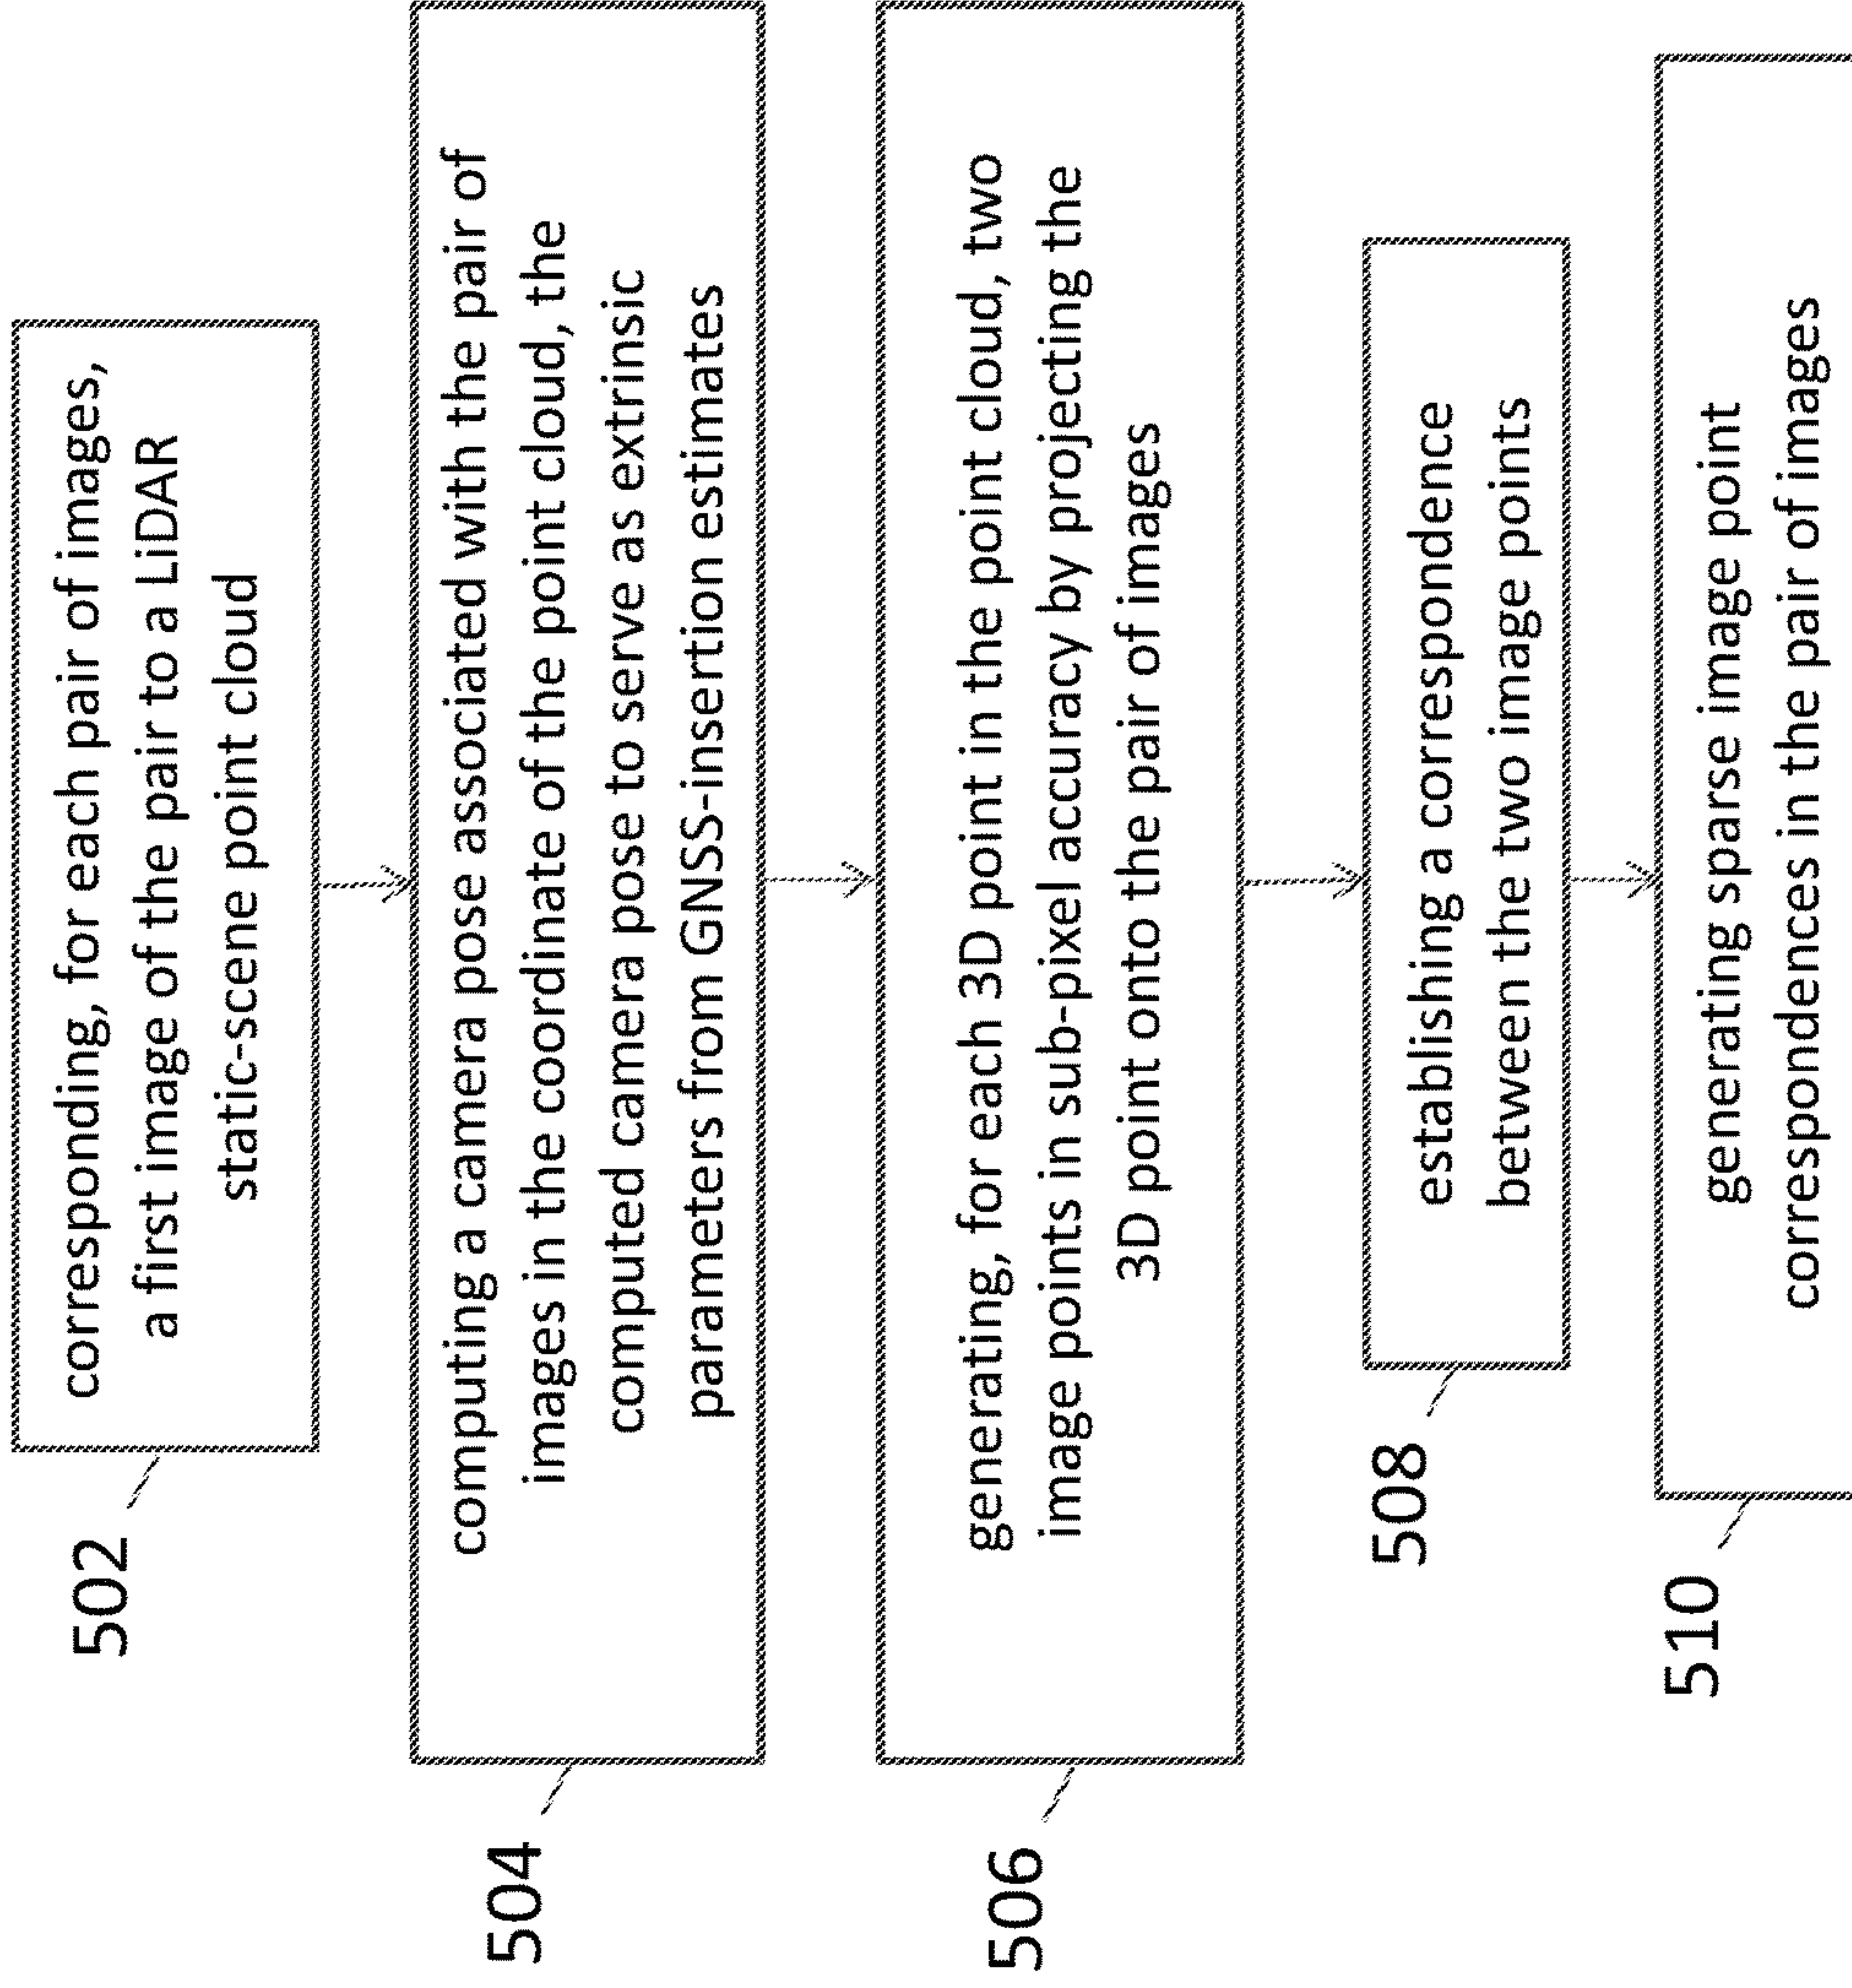 502
corresponding, for each pair of images,
a first image of the pair to a LiDAR
static-scene point cloud
504
computing a camera pose associated with the pair of
images in the coordinate of the point cloud, the
computed camera pose to serve as extrinsic
parameters from GNSS-insertion estimates
506
generating, for each 3D point in the point cloud, two
image points in sub-pixel accuracy by projecting the
3D point onto the pair of images
508
establishing a correspondence
between the two image points
510
generating sparse image point
correspondences in the pair of images